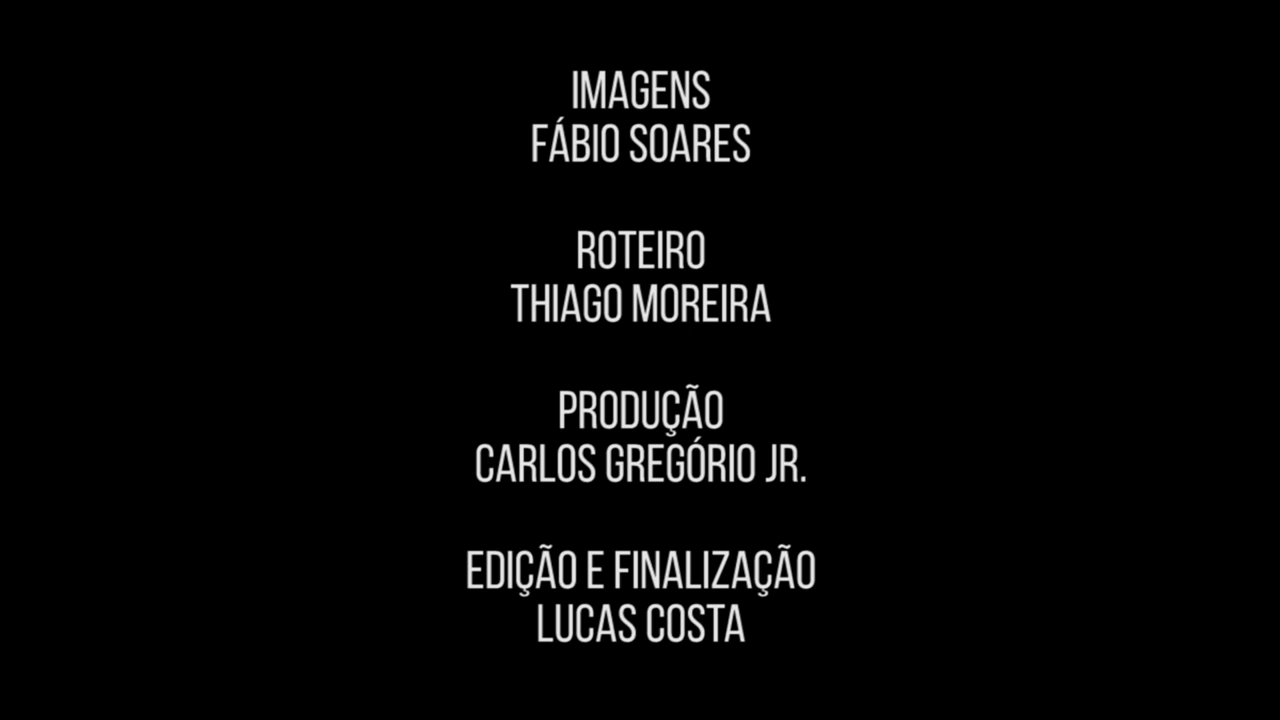 IMAGENS
FÁBIO SOARES
ROTEIRO
THIAGO MOREIRA
PRODUÇÃO
CARLOS GREGÓRIO JR.
EDIÇÃO E FINALIZAÇÃO
LUCAS COSTA